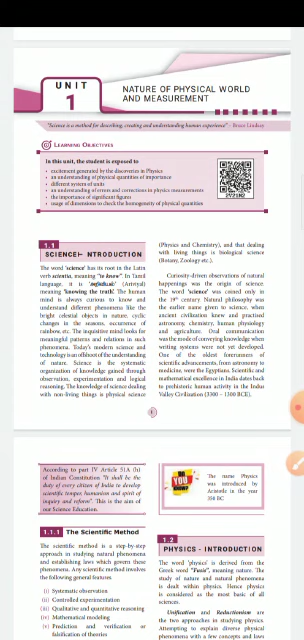 UNIT
1
NATURE OF PHYSICAL WORLD
AND MEASUREMENT
"Science is a method for describing, creating and understanding human experience" - Bruce Lindsay
LEARNING OBJECTIVES
In this unit, the student is exposed to
• excitement generated by the discoveries in Physics
• an understanding of physical quantities of importance
• different system of units
• an understanding of errors and corrections in physics measurements
• the importance of significant figures
• usage of dimensions to check the homogeneity of physical quantities
1.1
The word 'science' has its root in the Latin
verb scientia, meaning "to know". In Tamil
language, it is 'அறிவியல்' (Ariviyal)
meaning 'knowing the truth'. The human
mind is always curious to know and
understand different phenomena like the
bright celestial objects in nature, cyclic
changes in the seasons, occurrence of
rainbow, etc. The inquisitive mind looks for
meaningful patterns and relations in such
phenomena. Today's modern science and
technology is an offshoot of the understanding
of nature. Science is the systematic
organisation of knowledge gained through
observation, experimentation and logical
reasoning. The knowledge of science dealing
with non-living things is physical science
(Physics and Chemistry), and that dealing
with living things is biological science
(Botany, Zoology etc.).
Curiosity-driven observations of natural
happenings was the origin of science.
The word 'science' was coined only in
the 19th century. Natural philosophy was
the earlier name given to science, when
ancient civilization knew and practised
astronomy, chemistry, human physiology
and agriculture. Oral communication
was the mode of conveying knowledge when
writing systems were not yet developed.
One of the oldest forerunners of
scientific advancements, from astronomy to
medicine, were the Egyptians. Scientific and
mathematical excellence in India dates back
to prehistoric human activity in the Indus
Valley Civilization (3300 – 1300 BCE).
1
According to part IV Article 51A (h)
of Indian Constitution "It shall be the
duty of every citizen of India to develop
scientific temper, humanism and spirit of
inquiry and reform". This is the aim of
our Science Education.
DO YOU KNOW?
The name Physics
was introduced by
Aristotle in the year
350 BC
1.1.1 The Scientific Method
The scientific method is a step-by-step
approach in studying natural phenomena
and establishing laws which govern these
phenomena. Any scientific method involves
the following general features.
(i) Systematic observation
(ii) Controlled experimentation
(iii) Qualitative and quantitative reasoning
(iv) Mathematical modeling
(v) Prediction and verification or
falsification of theories
1.2
PHYSICS - INTRODUCTION
The word 'physics' is derived from the
Greek word "Fusis", meaning nature. The
study of nature and natural phenomena
is dealt within physics. Hence physics
is considered as the most basic of all
sciences.
Unification and Reductionism are
the two approaches in studying physics.
Attempting to explain diverse physical
phenomena with a few concepts and laws